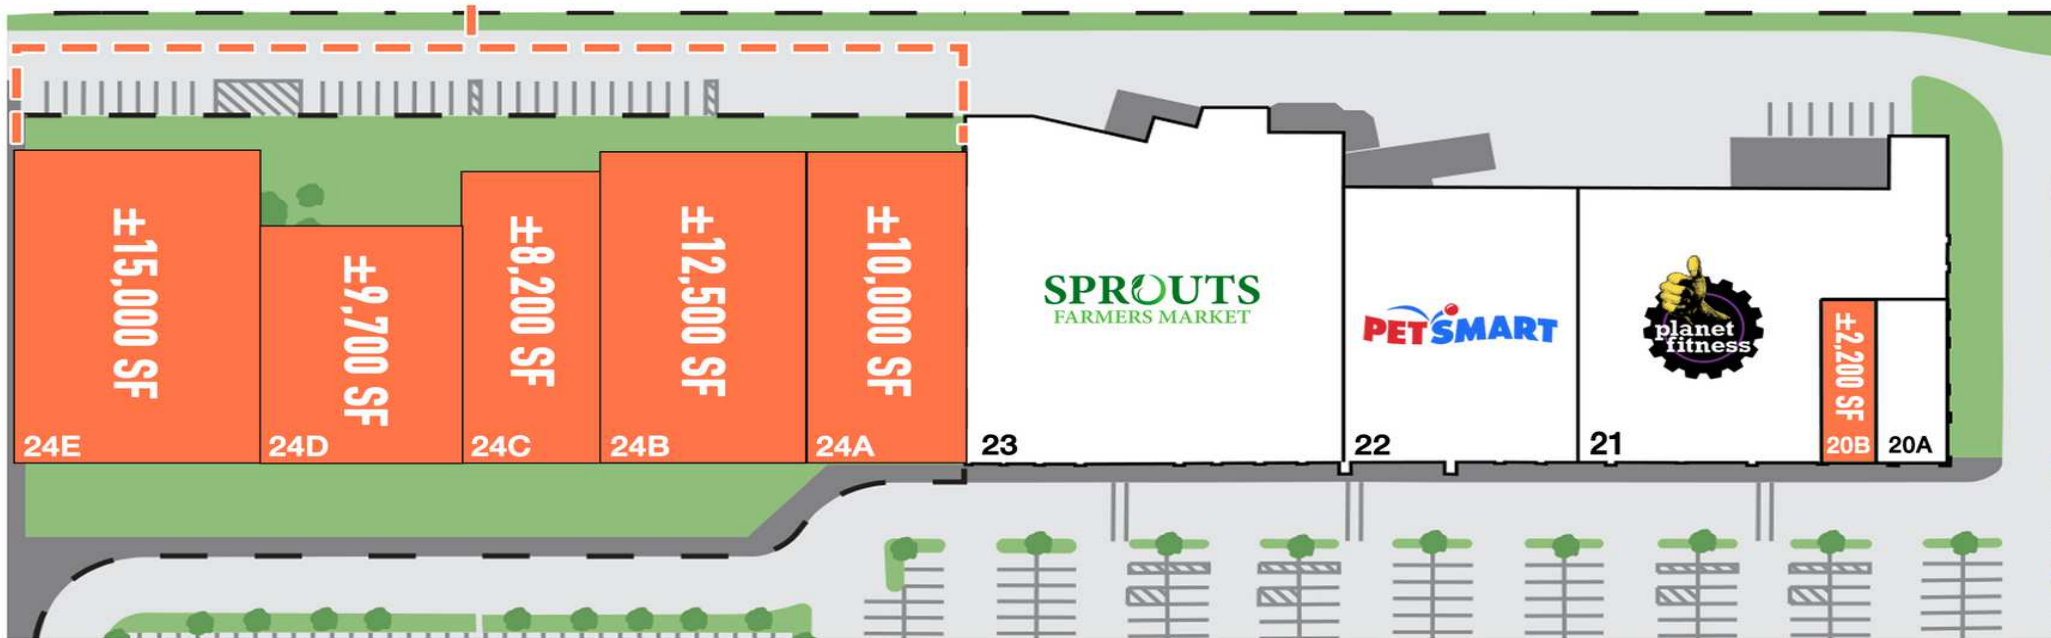 ±15,000 SF
24E
±9,700 SF
24D
±8,200 SF
24C
±12,500 SF
24B
±10,000 SF
24A
SPROUTS
FARMERS MARKET
23
PETSMART
22
planet
fitness
21
±2,200 SF
20B
20A